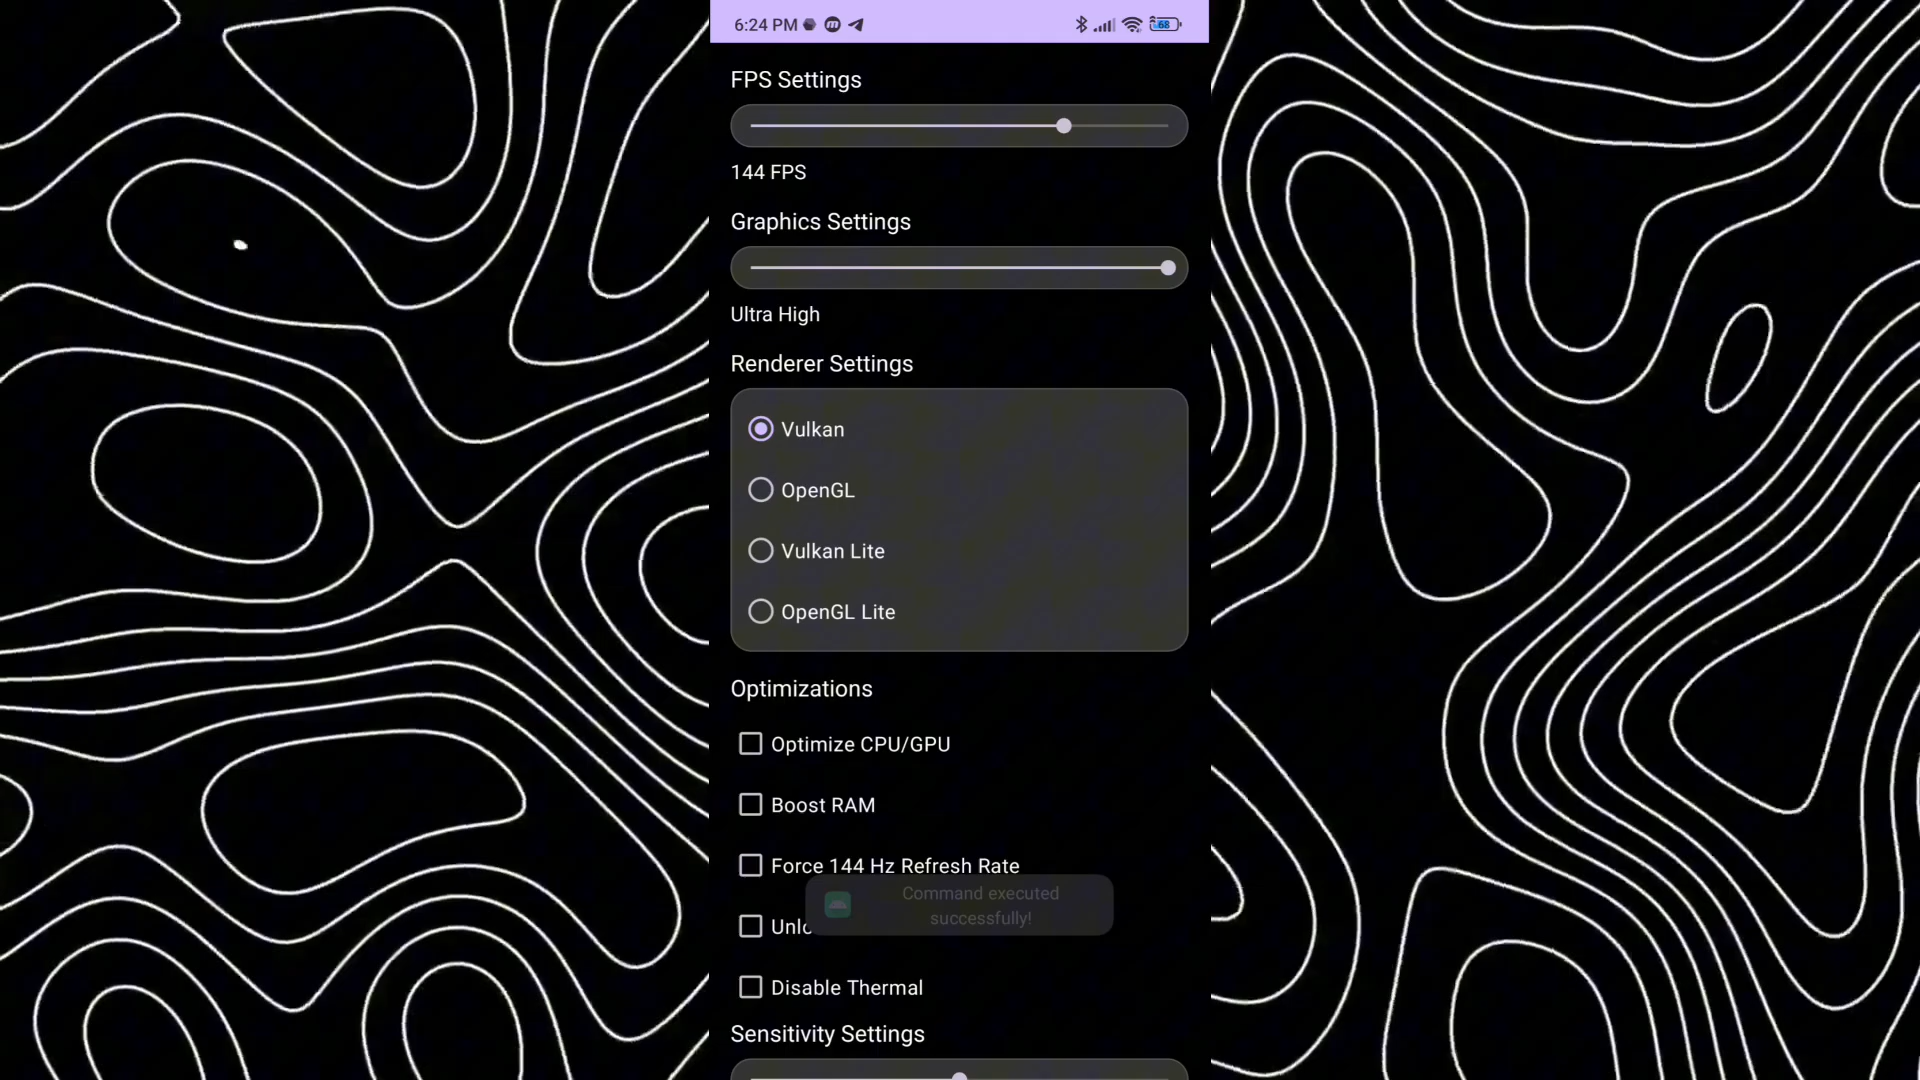 6:24 PM
68
FPS Settings
144 FPS
Graphics Settings
Ultra High
Renderer Settings
Vulkan
OpenGL
Vulkan Lite
OpenGL Lite
Optimizations
Optimize CPU/GPU
Boost RAM
Force 144 Hz Refresh Rate
Command executed
successfully!
Disable Thermal
Sensitivity Settings